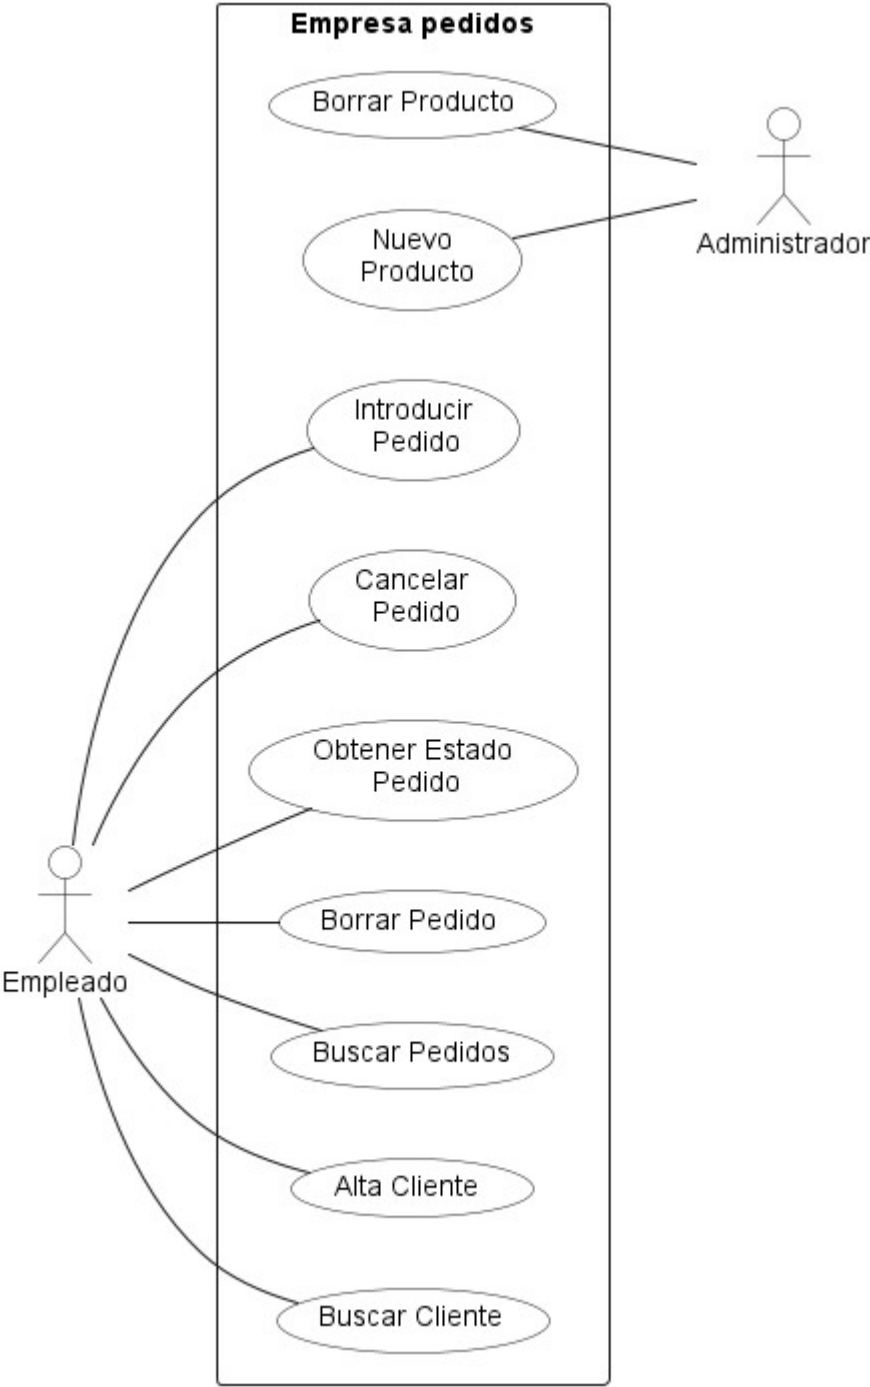 Empresa pedidos
Borrar Producto
Administrador
Nuevo
Producto
Introducir
Pedido
Cancelar
Pedido
Obtener Estado
Pedido
Borrar Pedido
Empleado
Buscar Pedidos
Alta Cliente
Buscar Cliente